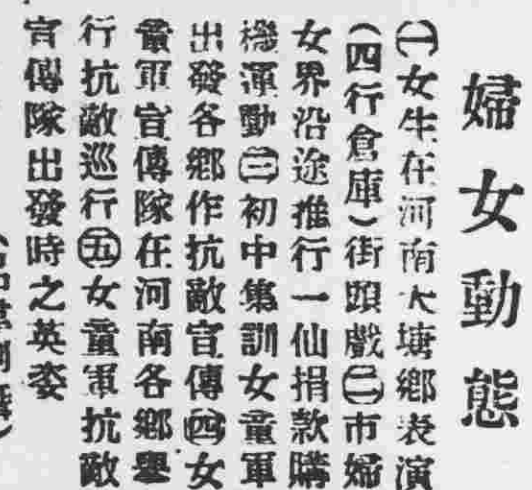 婦女動態
㈠女生在河南大塘鄉表演
(四行倉庫)街頭戲㈡市婦
女界沿途推行一仙捐款購
機運動㈢初中集訓女童軍
出發各鄉作抗敵宣傳㈣女
童軍宣傳隊在河南各鄉舉
行抗敵巡行㈤女童軍抗敵
宣傳隊出發時之英姿